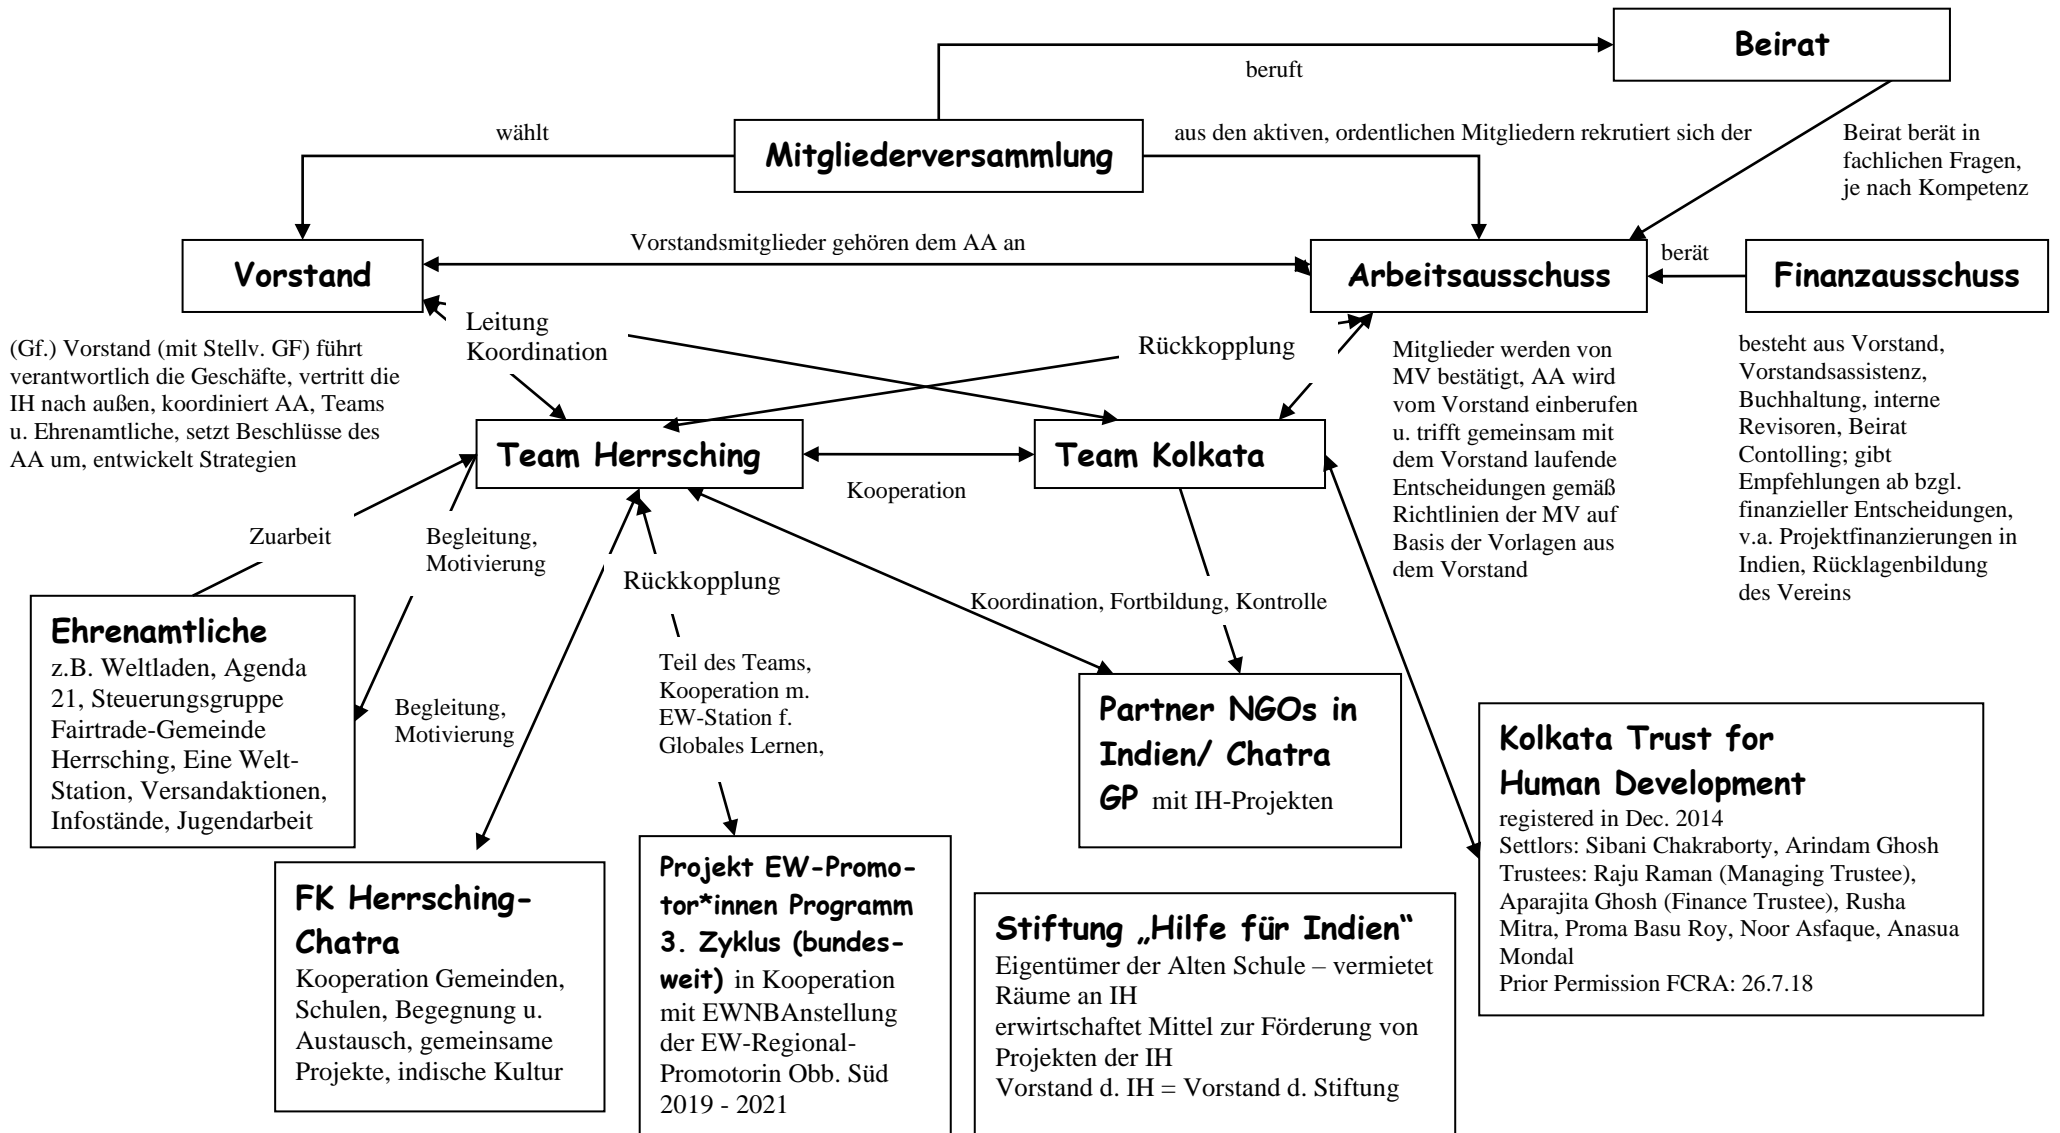 Beirat
beruft
wählt
aus den aktiven, ordentlichen Mitgliedern rekrutiert sich der
Mitgliederversammlung
Beirat berät in
fachlichen Fragen,
je nach Kompetenz
Vorstandsmitglieder gehören dem AA an
Vorstand
Arbeitsausschuss
berät
Finanzausschuss
Leitung
Koordination
Rückkopplung
(Gf.) Vorstand (mit Stellv. GF) führt
verantwortlich die Geschäfte, vertritt die
IH nach außen, koordiniert AA, Teams
u. Ehrenamtliche, setzt Beschlüsse des
AA um, entwickelt Strategien
Mitglieder werden von
MV bestätigt, AA wird
vom Vorstand einberufen
u. trifft gemeinsam mit
dem Vorstand laufende
Entscheidungen gemäß
Richtlinien der MV auf
Basis der Vorlagen aus
dem Vorstand
besteht aus Vorstand,
Vorstandsassistenz,
Buchhaltung, interne
Revisoren, Beirat
Contolling; gibt
Empfehlungen ab bzgl.
finanzieller Entscheidungen,
v.a. Projektfinanzierungen in
Indien, Rücklagenbildung
des Vereins
Team Herrsching
Team Kolkata
Kooperation
Zuarbeit
Begleitung,
Motivierung
Rückkopplung
Koordination, Fortbildung, Kontrolle
Ehrenamtliche
z.B. Weltladen, Agenda
21, Steuerungsgruppe
Fairtrade-Gemeinde
Herrsching, Eine Welt-
Station, Versandaktionen,
Infostände, Jugendarbeit
Begleitung,
Motivierung
Teil des Teams,
Kooperation m.
EW-Station f.
Globales Lernen,
Partner NGOs in
Indien/ Chatra
GP mit IH-Projekten
Kolkata Trust for
Human Development
registered in Dec. 2014
Settlors: Sibani Chakraborty, Arindam Ghosh
Trustees: Raju Raman (Managing Trustee),
Aparajita Ghosh (Finance Trustee), Rusha
Mitra, Proma Basu Roy, Noor Asfaque, Anasua
Mondal
Prior Permission FCRA: 26.7.18
FK Herrsching-
Chatra
Kooperation Gemeinden,
Schulen, Begegnung u.
Austausch, gemeinsame
Projekte, indische Kultur
Projekt EW-Promo-
tor*innen Programm
3. Zyklus (bundes-
weit) in Kooperation
mit EWNBAnstellung
der EW-Regional-
Promotorin Obb. Süd
2019 - 2021
Stiftung „Hilfe für Indien“
Eigentümer der Alten Schule – vermietet
Räume an IH
erwirtschaftet Mittel zur Förderung von
Projekten der IH
Vorstand d. IH = Vorstand d. Stiftung